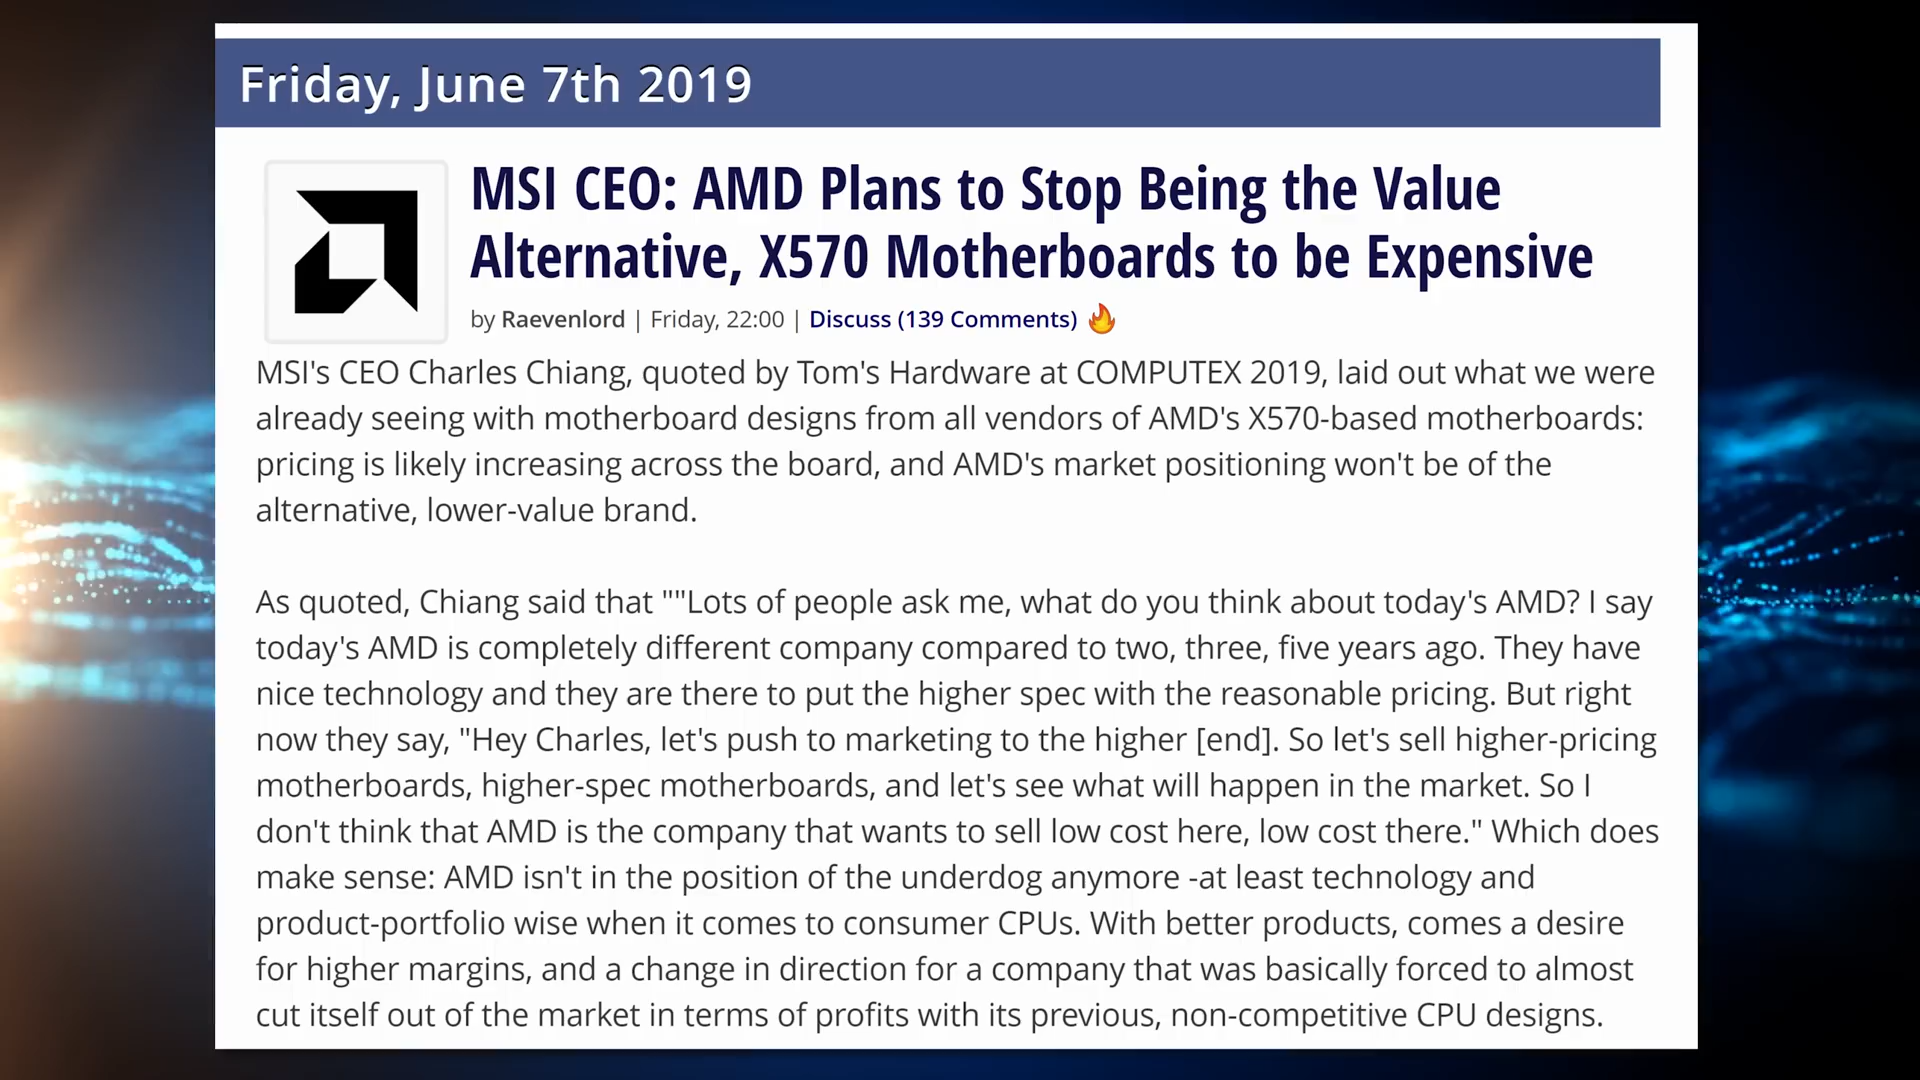 Friday, June 7th 2019
MSI CEO: AMD Plans to Stop Being the Value
Alternative, X570 Motherboards to be Expensive
by Raevenlord | Friday, 22:00 | Discuss (139 Comments) 🔥
MSI's CEO Charles Chiang, quoted by Tom's Hardware at COMPUTEX 2019, laid out what we were
already seeing with motherboard designs from all vendors of AMD's X570-based motherboards:
pricing is likely increasing across the board, and AMD's market positioning won't be of the
alternative, lower-value brand.
As quoted, Chiang said that ""Lots of people ask me, what do you think about today's AMD? I say
today's AMD is completely different company compared to two, three, five years ago. They have
nice technology and they are there to put the higher spec with the reasonable pricing. But right
now they say, "Hey Charles, let's push to marketing to the higher [end]. So let's sell higher-pricing
motherboards, higher-spec motherboards, and let's see what will happen in the market. So I
don't think that AMD is the company that wants to sell low cost here, low cost there." Which does
make sense: AMD isn't in the position of the underdog anymore -at least technology and
product-portfolio wise when it comes to consumer CPUs. With better products, comes a desire
for higher margins, and a change in direction for a company that was basically forced to almost
cut itself out of the market in terms of profits with its previous, non-competitive CPU designs.